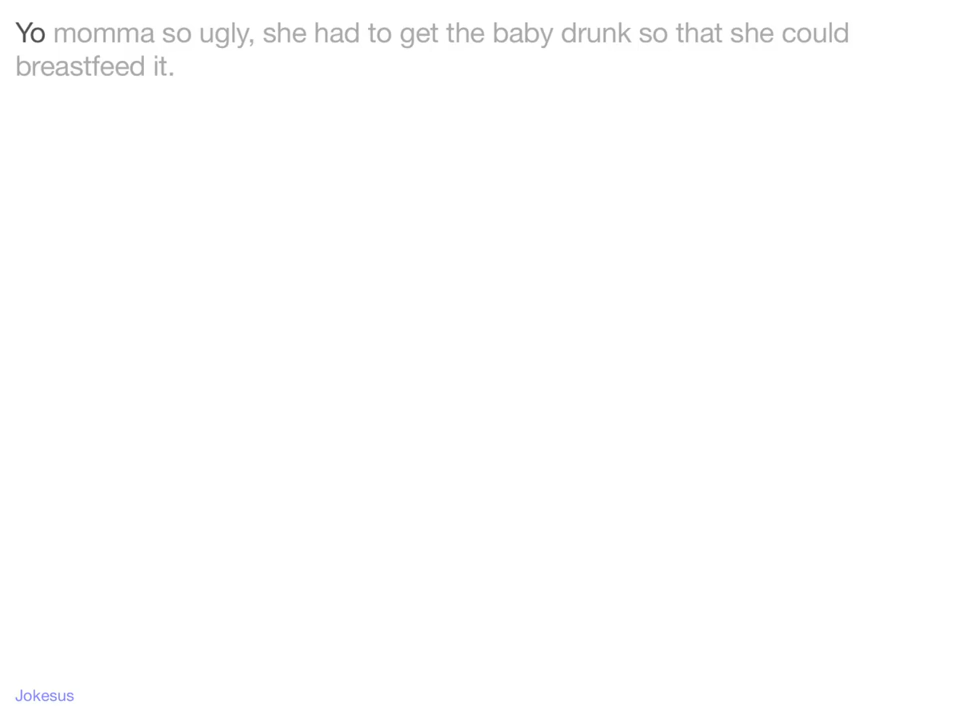 Yo momma so ugly, she had to get the baby drunk so that she could
breastfeed it.
Jokesus